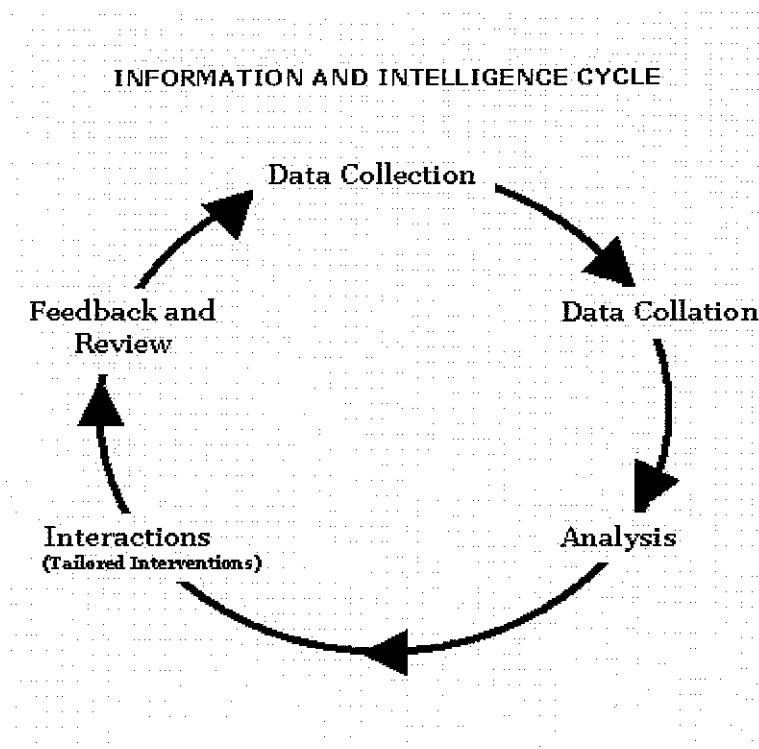 INFORMATION AND INTELLIGENCE CYCLE
Data Collection
Data Collation
Analysis
Interactions
(Tailored Interventions)
Feedback and
Review